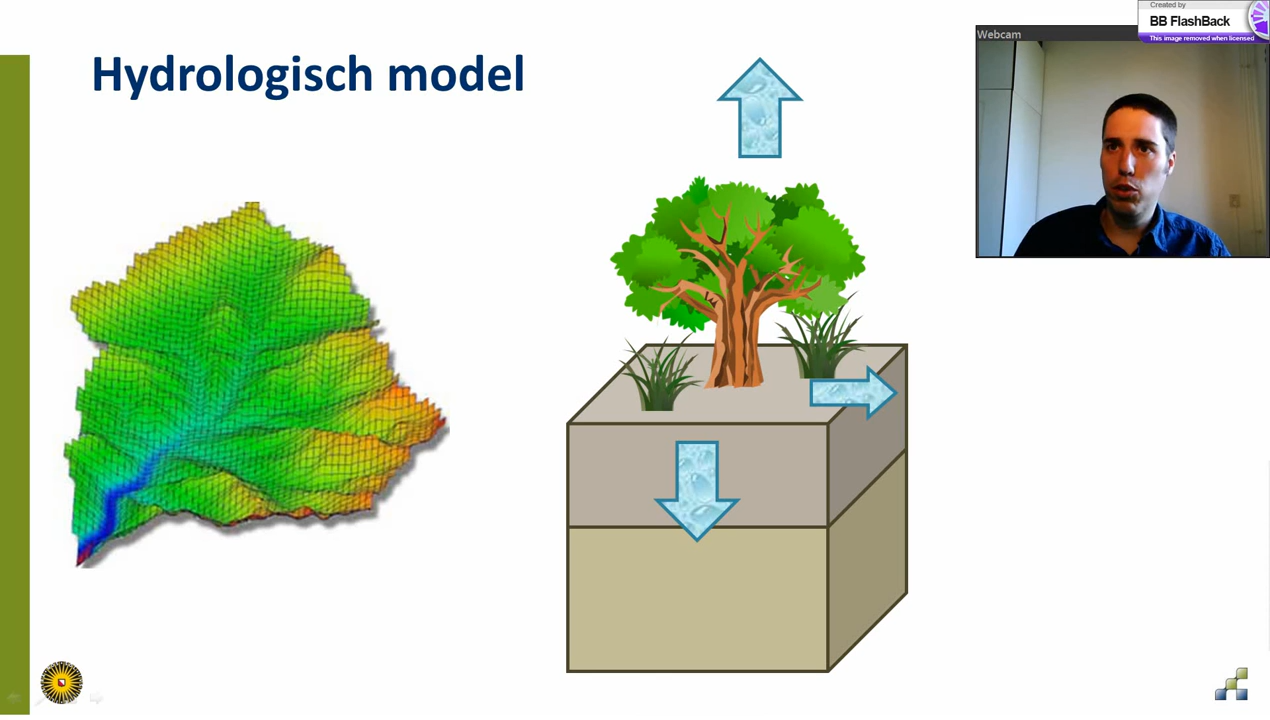 Created by
BB FlashBack
This image removed when licensed
Webcam
Hydrologisch model